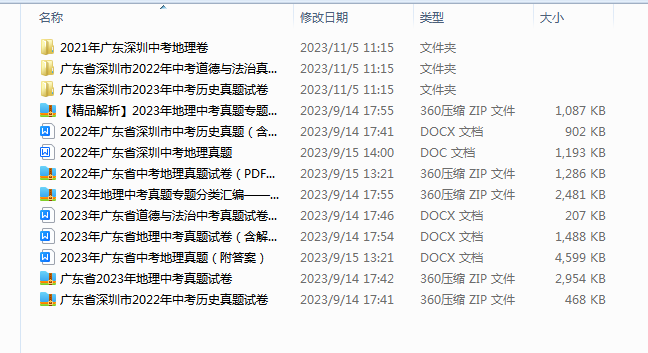 名称 修改日期 类型 大小
2021年广东深圳中考地理卷 2023/11/5 11:15 文件夹
广东省深圳市2022年中考道德与法治真... 2023/11/5 11:15 文件夹
广东省深圳市2023年中考历史真题试卷 2023/11/5 11:15 文件夹
【精品解析】2023年地理中考真题专题... 2023/9/14 17:55 360压缩 ZIP 文件 1,087 KB
2022年广东省深圳市中考历史真题（含... 2023/9/14 17:41 DOCX 文档 902 KB
2022年广东省深圳中考地理真题 2023/9/15 14:00 DOC 文档 1,193 KB
2022年广东省中考地理真题试卷（PDF... 2023/9/15 13:21 360压缩 ZIP 文件 1,286 KB
2023年地理中考真题专题分类汇编——... 2023/9/14 17:55 360压缩 ZIP 文件 2,481 KB
2023年广东省道德与法治中考真题试卷... 2023/9/14 17:46 DOCX 文档 207 KB
2023年广东省地理中考真题试卷（含解... 2023/9/14 17:54 DOCX 文档 1,488 KB
2023年广东省中考地理真题（附答案） 2023/9/15 13:21 DOCX 文档 4,599 KB
广东省2023年地理中考真题试卷 2023/9/14 17:42 360压缩 ZIP 文件 2,954 KB
广东省深圳市2022年中考历史真题试卷 2023/9/14 17:41 360压缩 ZIP 文件 468 KB